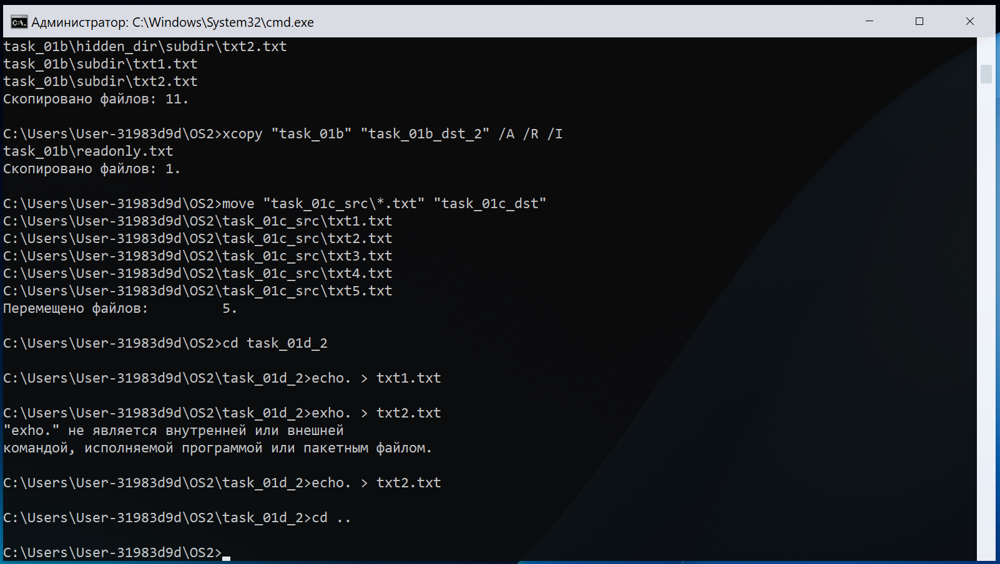 Администратор: C:\Windows\System32\cmd.exe
task_01b\hidden_dir\subdir\txt2.txt
task_01b\subdir\txt1.txt
task_01b\subdir\txt2.txt
Скопировано файлов: 11.
C:\Users\User-31983d9d\OS2>xcopy "task_01b" "task_01b_dst_2" /A /R /I
task_01b\readonly.txt
Скопировано файлов: 1.
C:\Users\User-31983d9d\OS2>move "task_01c_src\*.txt" "task_01c_dst"
C:\Users\User-31983d9d\OS2\task_01c_src\txt1.txt
C:\Users\User-31983d9d\OS2\task_01c_src\txt2.txt
C:\Users\User-31983d9d\OS2\task_01c_src\txt3.txt
C:\Users\User-31983d9d\OS2\task_01c_src\txt4.txt
C:\Users\User-31983d9d\OS2\task_01c_src\txt5.txt
Перемещено файлов:         5.
C:\Users\User-31983d9d\OS2>cd task_01d_2
C:\Users\User-31983d9d\OS2\task_01d_2>echo. > txt1.txt
C:\Users\User-31983d9d\OS2\task_01d_2>exho. > txt2.txt
"exho." не является внутренней или внешней
командой, исполняемой программой или пакетным файлом.
C:\Users\User-31983d9d\OS2\task_01d_2>echo. > txt2.txt
C:\Users\User-31983d9d\OS2\task_01d_2>cd ..
C:\Users\User-31983d9d\OS2>